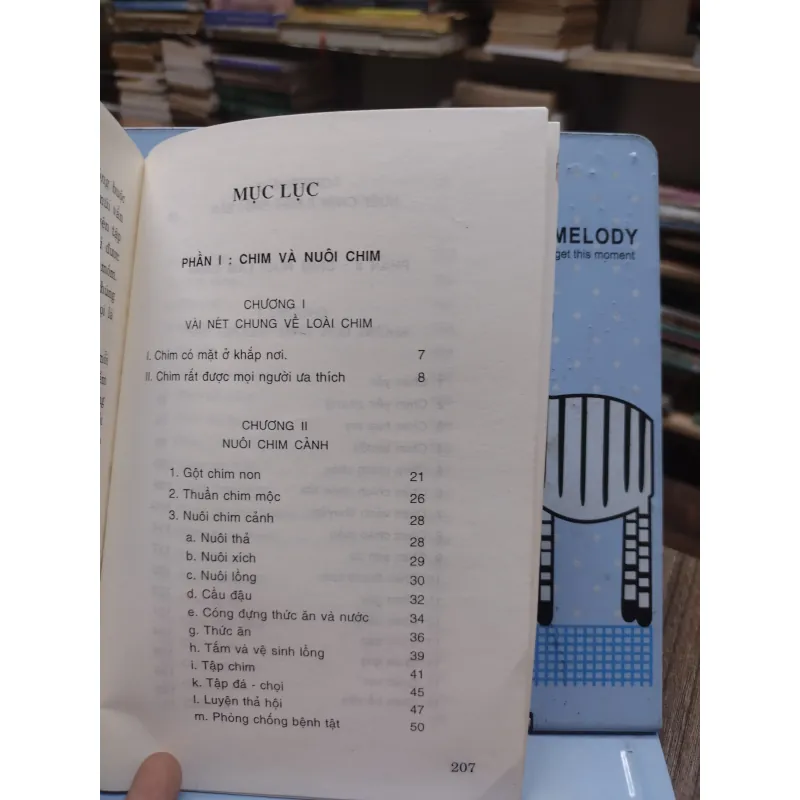 MỤC LỤC
PHẦN I : CHIM VÀ NUÔI CHIM
CHƯƠNG I
VÀI NÉT CHUNG VỀ LOÀI CHIM
I. Chim có mặt ở khắp nơi. 7
II. Chim rất được mọi người ưa thích 8
CHƯƠNG II
NUÔI CHIM CẢNH
1. Gột chim non 21
2. Thuần chim mộc 26
3. Nuôi chim cảnh 28
a. Nuôi thả 28
b. Nuôi xích 29
c. Nuôi lồng 30
d. Cầu đậu 32
e. Cóng đựng thức ăn và nước 34
g. Thức ăn 36
h. Tắm và vệ sinh lồng 39
i. Tập chim 41
k. Tập đá - chọi 45
l. Luyện thả hội 47
m. Phòng chống bệnh tật 50
207
MELODY
get this moment